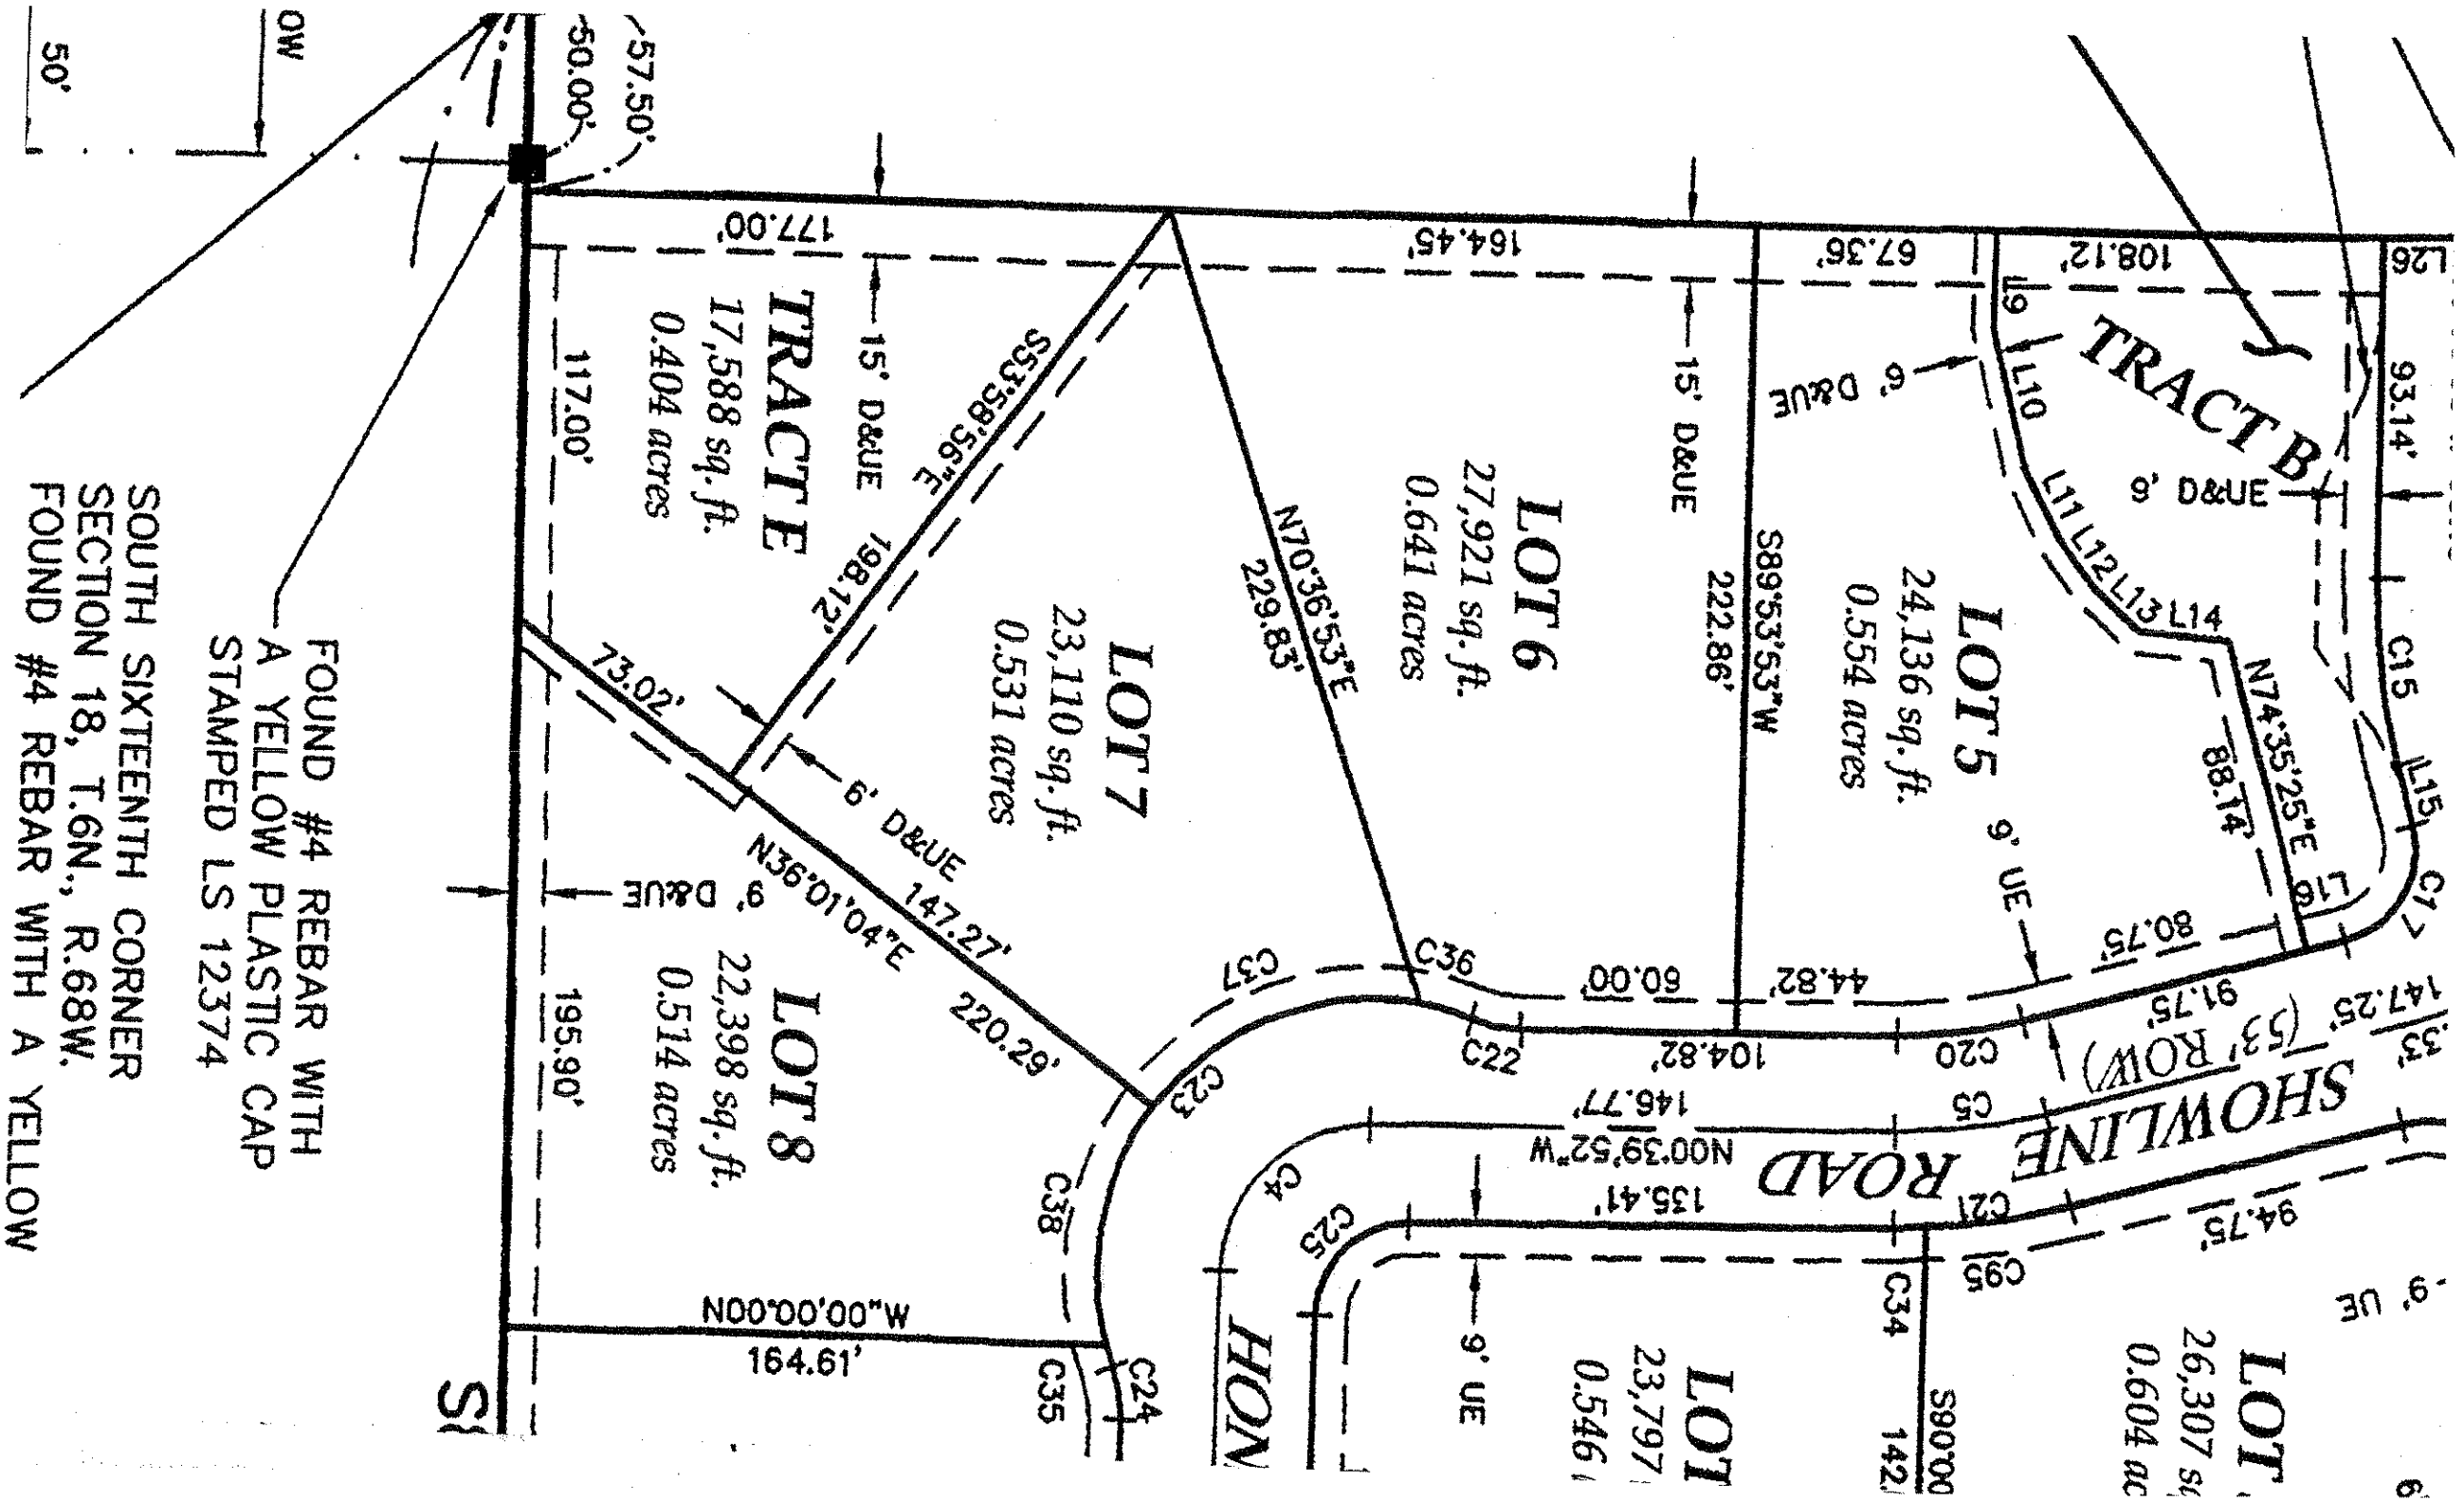 OW
50'
57.50'
50.00'
177.00'
164.45'
67.36'
108.12'
L26
15' D&UE
TRACT E
17,588 sq. ft.
0.404 acres
117.00'
S53°58'56"E
198.12'
73.02'
6' D&UE
LOT 7
23,110 sq. ft.
0.531 acres
N70°36'53"E
229.83'
LOT 6
27,921 sq. ft.
0.641 acres
15' D&UE
S89°53'53"W
222.86'
LOT 5
24,136 sq. ft.
0.554 acres
6' D&UE
L9
L10
L11
L12
L13
L14
TRACT B
93.14'
9' D&UE
C15
L15
N74°35'25"E
88.14'
L16
C7
9' UE
80.75'
91.75'
147.25'
.33'
(53' ROW)
SHOWLINE
ROAD
44.82'
60.00'
C36
C37
C22
104.82'
C20
C5
146.77'
N00°39'52"W
135.41'
C21
C95
94.75'
9' UE
C4
C25
C23
N36°01'04"E
147.27'
220.29'
9' D&UE
195.90'
LOT 8
22,398 sq. ft.
0.514 acres
C38
N00°00'00"W
164.61'
C35
C24
HON
9' UE
LOT
23,797
0.546
C34
S90°00
142.
LOT
26,307 s
0.604 ac
6
FOUND #4 REBAR WITH
A YELLOW PLASTIC CAP
STAMPED LS 12374
SOUTH SIXTEENTH CORNER
SECTION 18, T.6N., R.68W.
FOUND #4 REBAR WITH A YELLOW